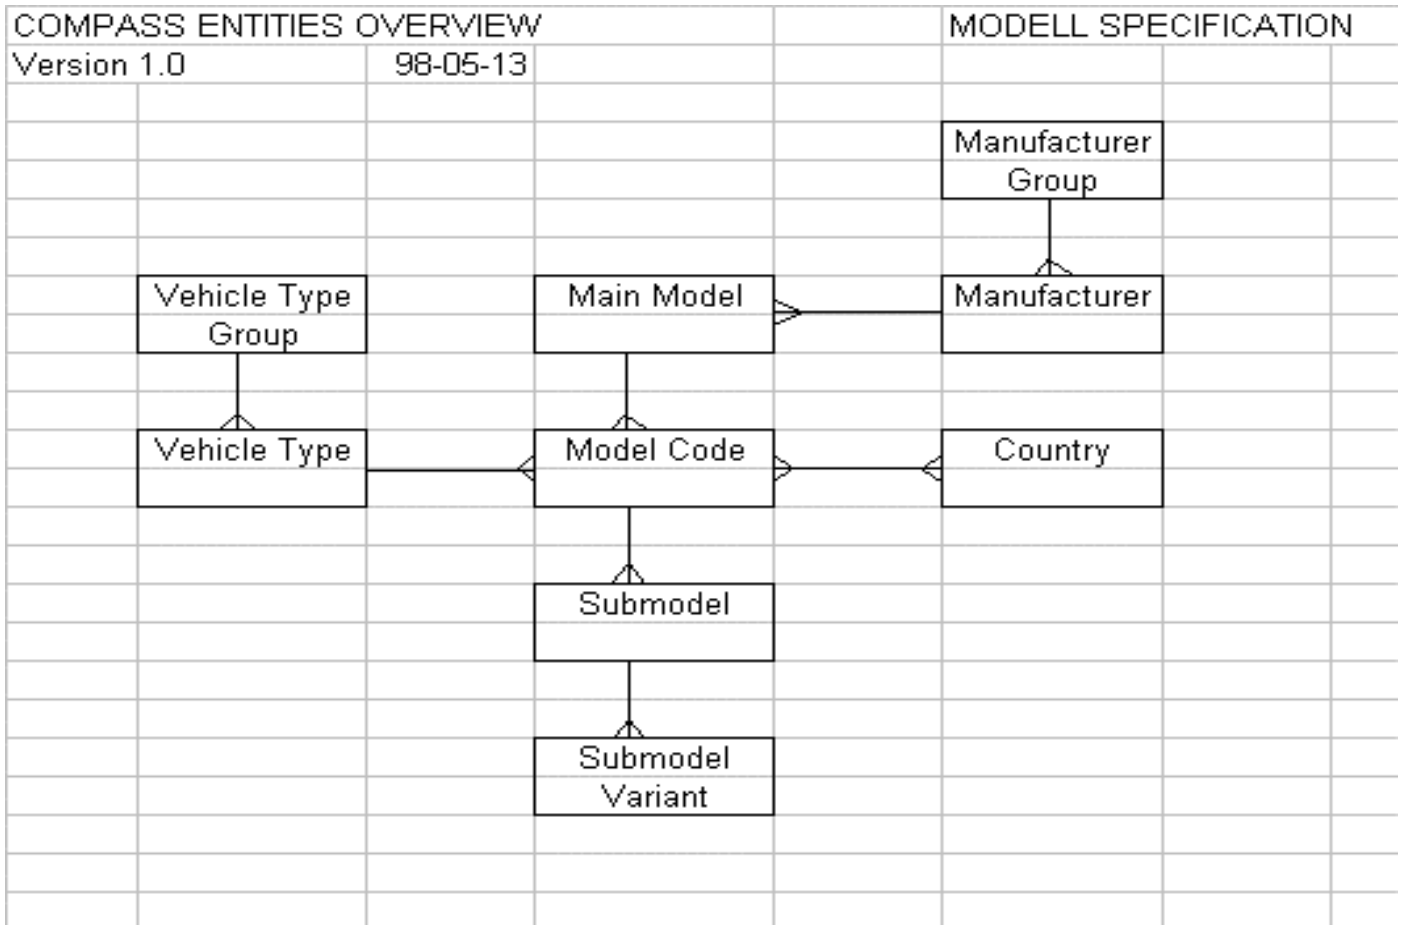 COMPASS ENTITIES OVERVIEW
MODELL SPECIFICATION
Version 1.0
98-05-13
Manufacturer
Group
Vehicle Type
Group
Main Model
Manufacturer
Vehicle Type
Model Code
Country
Submodel
Submodel
Variant